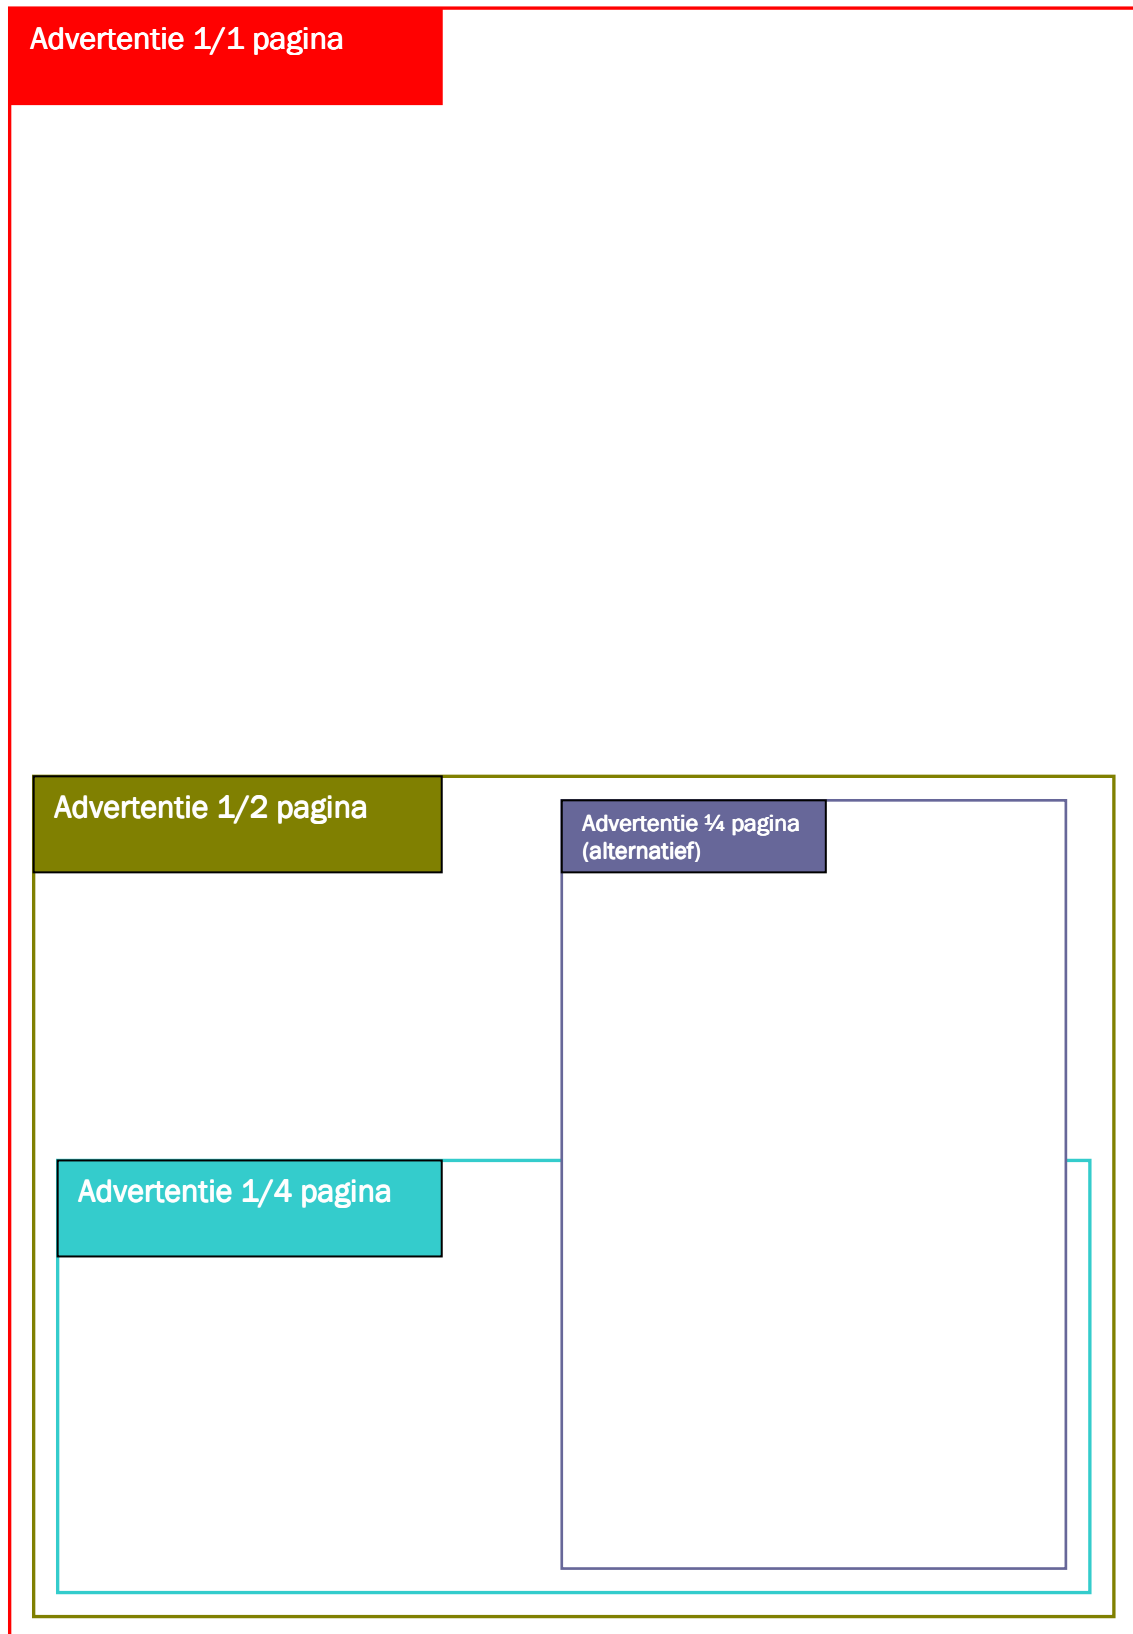 Advertentie 1/1 pagina
Advertentie 1/2 pagina
Advertentie ¼ pagina
(alternatief)
Advertentie 1/4 pagina